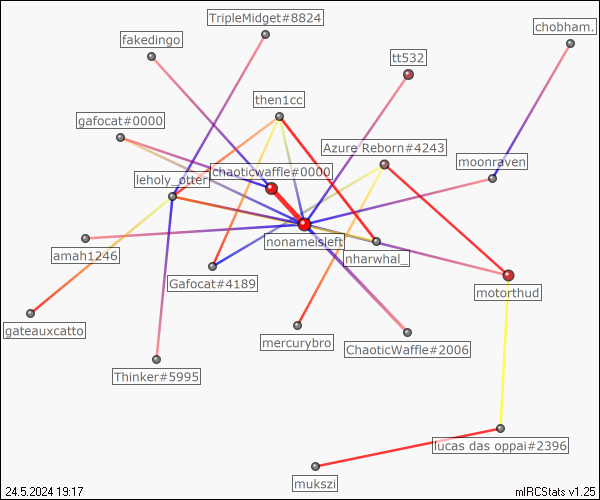 TripleMidget#8824
chobham.
fakedingo
tt532
then1cc
gafocat#0000
Azure Reborn#4243
moonraven
chaoticwaffle#0000
leholy_otter
nonameisleft
amah1246
nharwhal_
Gafocat#4189
motorthud
gateauxcatto
mercurybro
ChaoticWaffle#2006
Thinker#5995
lucas das oppai#2396
mukszi
24.5.2024 19:17
mIRCStats v1.25